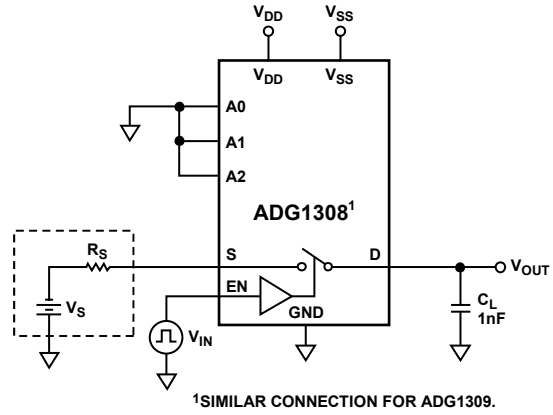 VDD VSS
VDD VSS
A0
A1
A2
ADG1308¹
RS
S D
VOUT
EN
VS
GND
CL
1nF
VIN
¹SIMILAR CONNECTION FOR ADG1309.